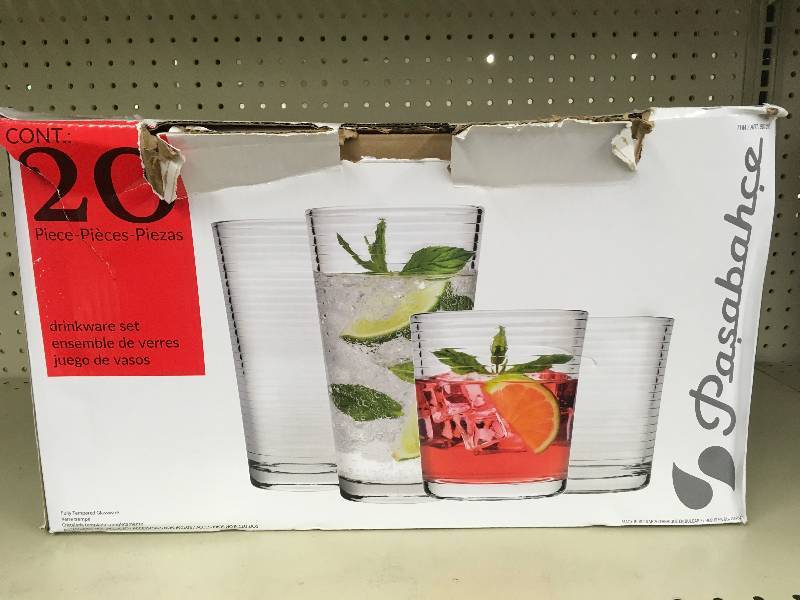 CONT.:
20
Piece-Pièces-Piezas
drinkware set
ensemble de verres
juego de vasos
Paşabahçe
Fully Tempered Glassware